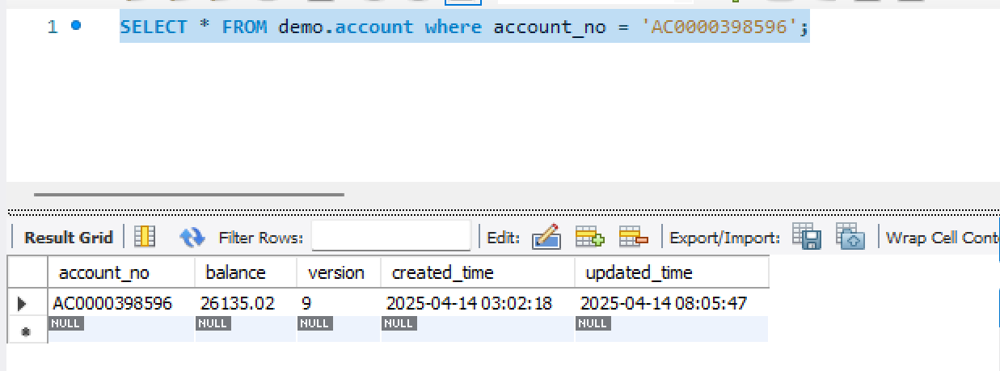 1 SELECT * FROM demo.account where account_no = 'AC0000398596';
Result Grid Filter Rows: Edit: Export/Import: Wrap Cell Cont
account_no balance version created_time updated_time
AC0000398596 26135.02 9 2025-04-14 03:02:18 2025-04-14 08:05:47
NULL NULL NULL NULL NULL